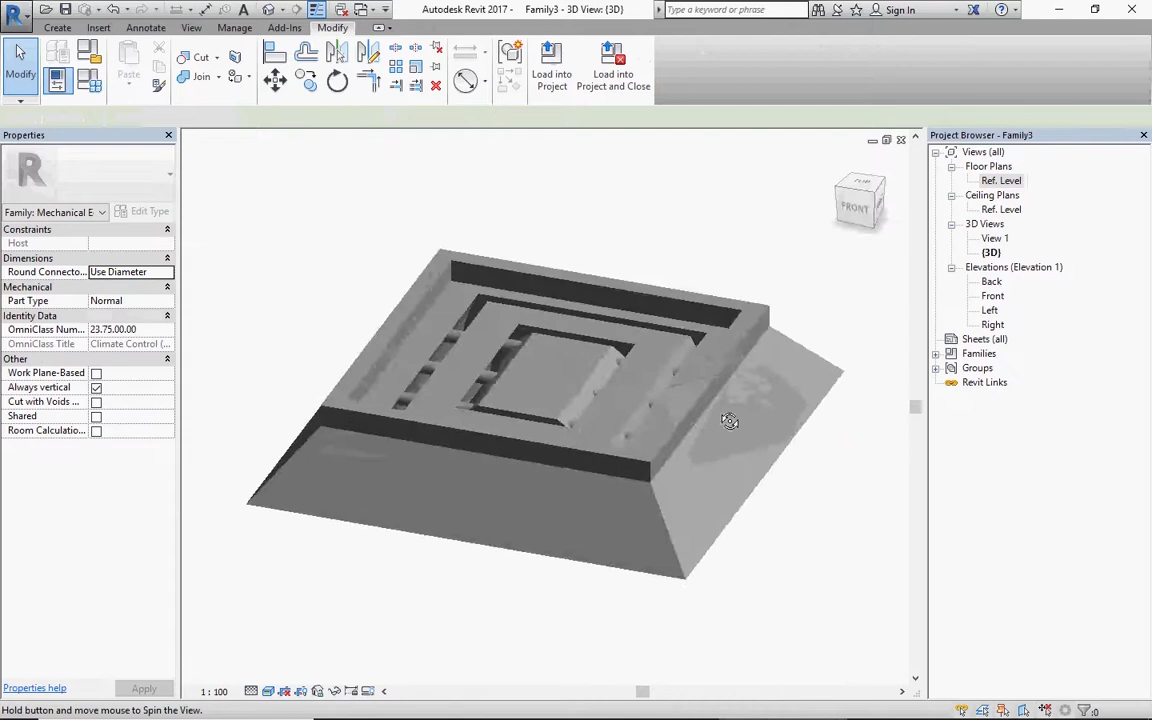 Autodesk Revit 2017 - Family3 - 3D View: {3D}
Type a keyword or phrase
Sign In
Create Insert Annotate View Manage Add-Ins Modify
Modify
Paste
Cut
Join
Load into Project
Load into Project and Close
Properties
Family: Mechanical E
Edit Type
Constraints
Host
Dimensions
Round Connecto... Use Diameter
Mechanical
Part Type Normal
Identity Data
OmniClass Num... 23.75.00.00
OmniClass Title Climate Control (...
Other
Work Plane-Based
Always vertical
Cut with Voids ...
Shared
Room Calculatio...
Properties help
Apply
TOP
FRONT
Project Browser - Family3
Views (all)
Floor Plans
Ref. Level
Ceiling Plans
Ref. Level
3D Views
View 1
{3D}
Elevations (Elevation 1)
Back
Front
Left
Right
Sheets (all)
Families
Groups
Revit Links
1 : 100
Hold button and move mouse to Spin the View.
:0